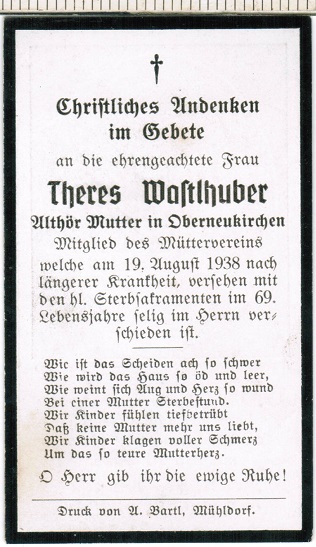 Christliches Andenken
im Gebete
an die ehrengeachtete Frau
Theres Wastlhuber
Althör Mutter in Oberneukirchen
Mitglied des Müttervereins
welche am 19. August 1938 nach
längerer Krankheit, versehen mit
den hl. Sterbsakramenten im 69.
Lebensjahre selig im Herrn ver-
schieden ist.
Wie ist das Scheiden ach so schwer
Wie wird das Haus so öd und leer,
Wie weint sich Aug und Herz so wund
Bei einer Mutter Sterbestund.
Wir Kinder fühlen tiefbetrübt
Daß keine Mutter mehr uns liebt,
Wir Kinder klagen voller Schmerz
Um das so teure Mutterherz.
O Herr gib ihr die ewige Ruhe!
Druck von A. Bartl, Mühldorf.